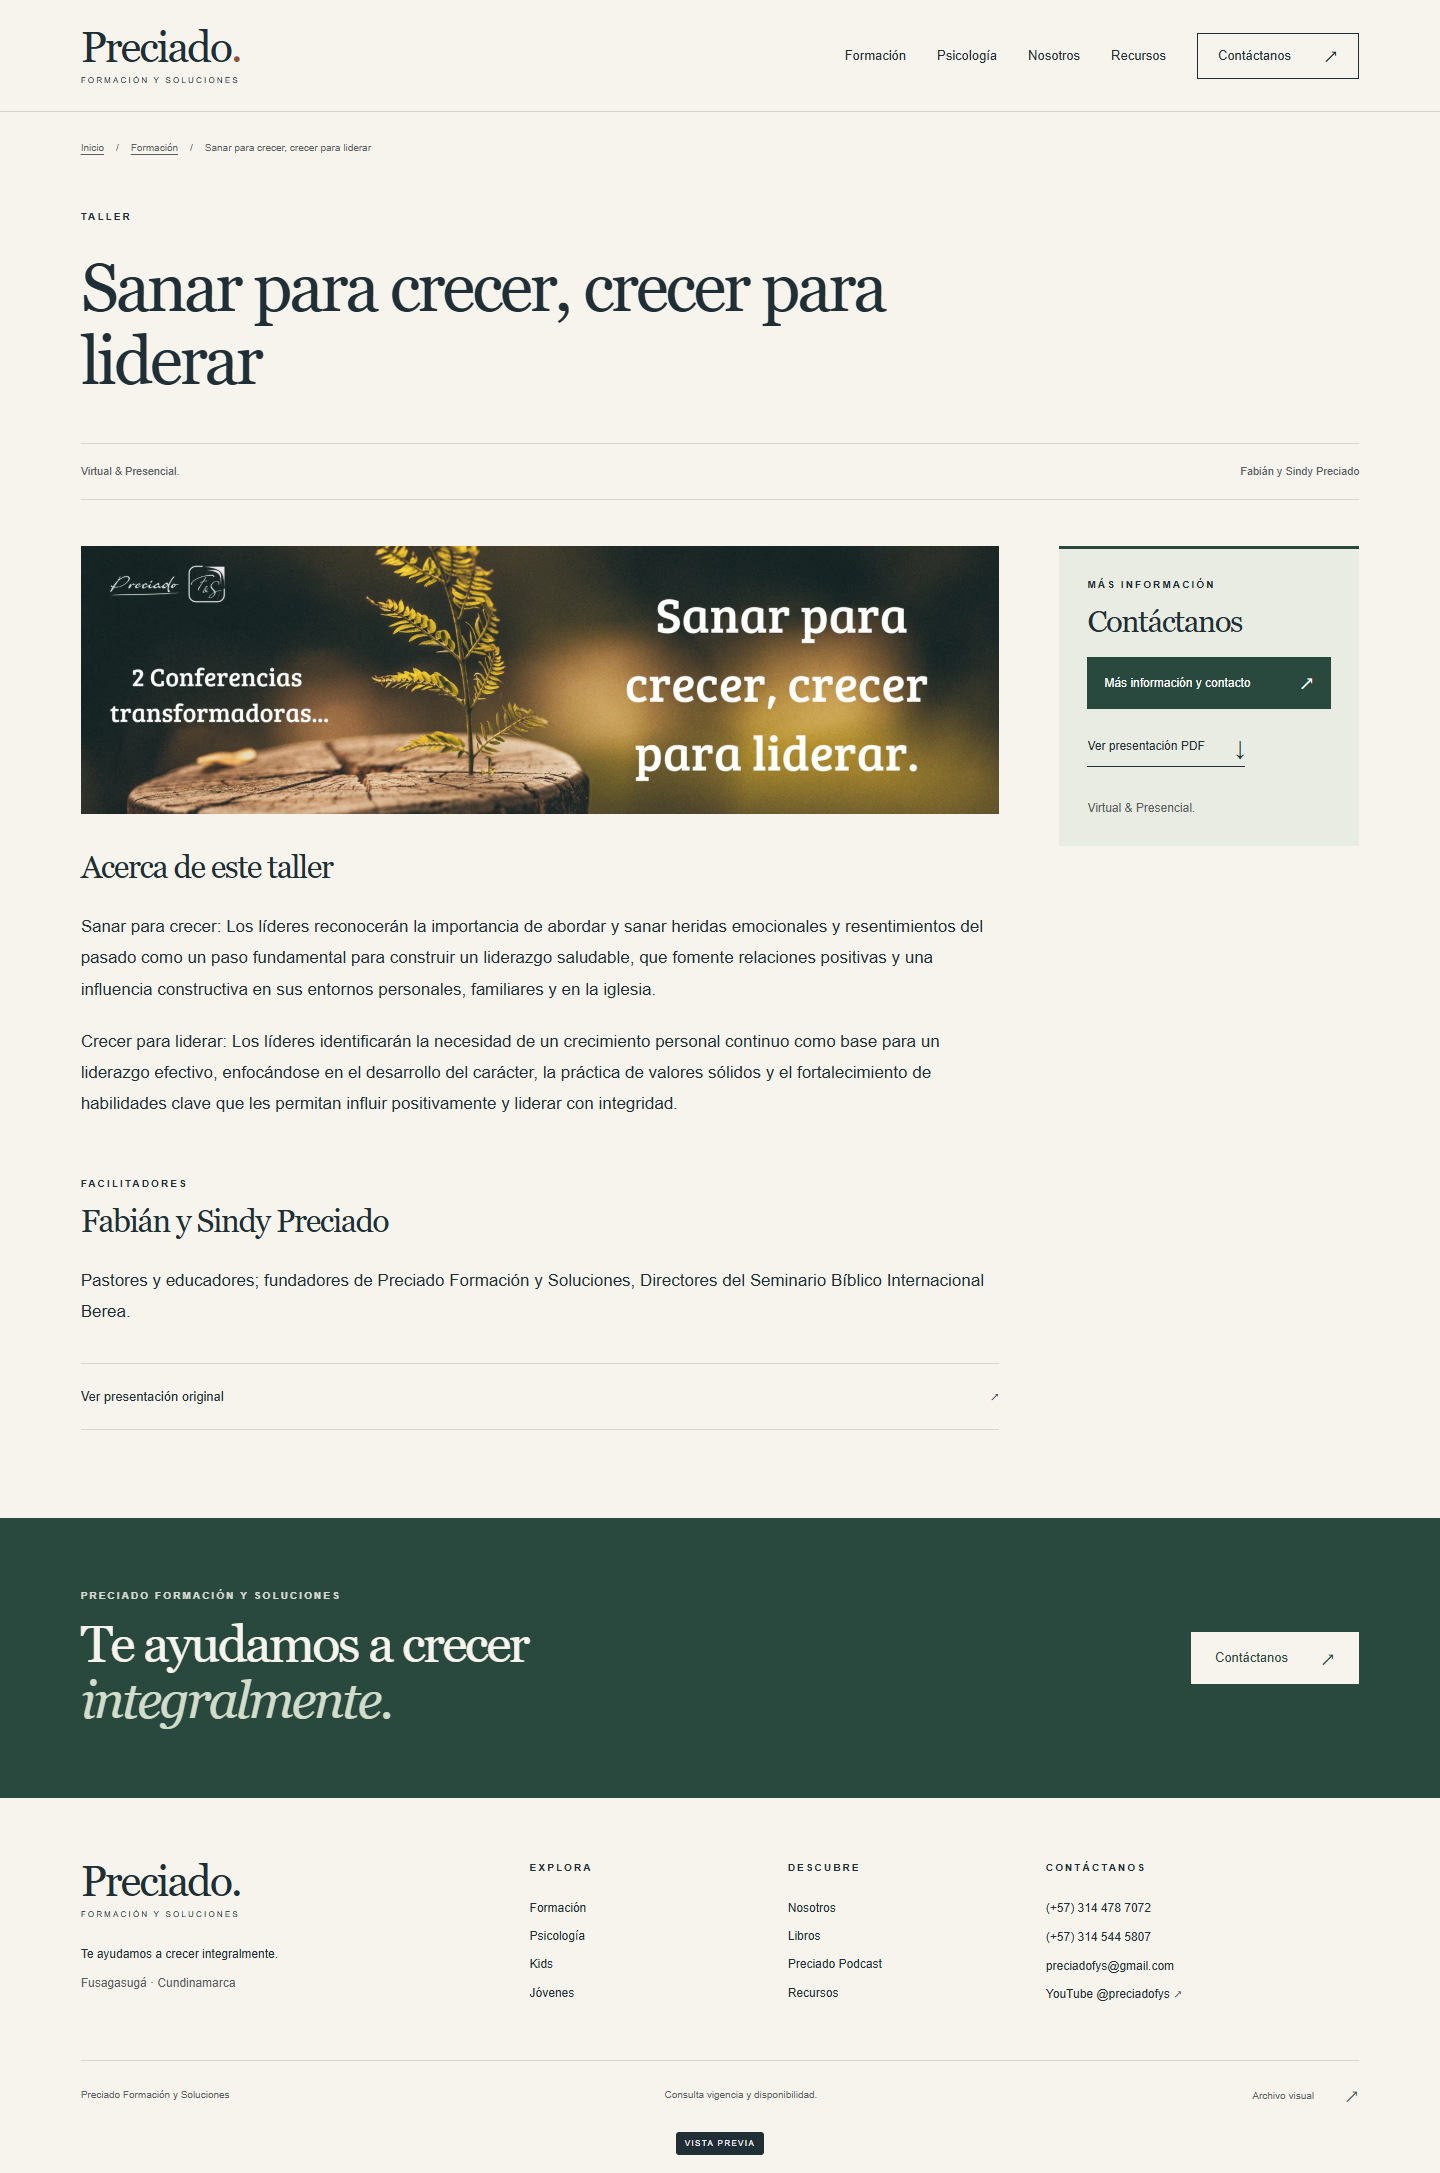 Preciado.
FORMACIÓN Y SOLUCIONES
Formación
Psicología
Nosotros
Recursos
Contáctanos ↗
Inicio / Formación / Sanar para crecer, crecer para liderar
TALLER
Sanar para crecer, crecer para
liderar
Virtual & Presencial.
Fabián y Sindy Preciado
Preciado F&S
2 Conferencias
transformadoras...
Sanar para
crecer, crecer
para liderar.
MÁS INFORMACIÓN
Contáctanos
Más información y contacto ↗
Ver presentación PDF ↓
Virtual & Presencial.
Acerca de este taller
Sanar para crecer: Los líderes reconocerán la importancia de abordar y sanar heridas emocionales y resentimientos del
pasado como un paso fundamental para construir un liderazgo saludable, que fomente relaciones positivas y una
influencia constructiva en sus entornos personales, familiares y en la iglesia.
Crecer para liderar: Los líderes identificarán la necesidad de un crecimiento personal continuo como base para un
liderazgo efectivo, enfocándose en el desarrollo del carácter, la práctica de valores sólidos y el fortalecimiento de
habilidades clave que les permitan influir positivamente y liderar con integridad.
FACILITADORES
Fabián y Sindy Preciado
Pastores y educadores; fundadores de Preciado Formación y Soluciones, Directores del Seminario Bíblico Internacional
Berea.
Ver presentación original ↗
PRECIADO FORMACIÓN Y SOLUCIONES
Te ayudamos a crecer
integralmente.
Contáctanos ↗
Preciado.
FORMACIÓN Y SOLUCIONES
Te ayudamos a crecer integralmente.
Fusagasugá · Cundinamarca
EXPLORA
Formación
Psicología
Kids
Jóvenes
DESCUBRE
Nosotros
Libros
Preciado Podcast
Recursos
CONTÁCTANOS
(+57) 314 478 7072
(+57) 314 544 5807
preciadofys@gmail.com
YouTube @preciadofys ↗
Preciado Formación y Soluciones
Consulta vigencia y disponibilidad.
Archivo visual ↗
VISTA PREVIA